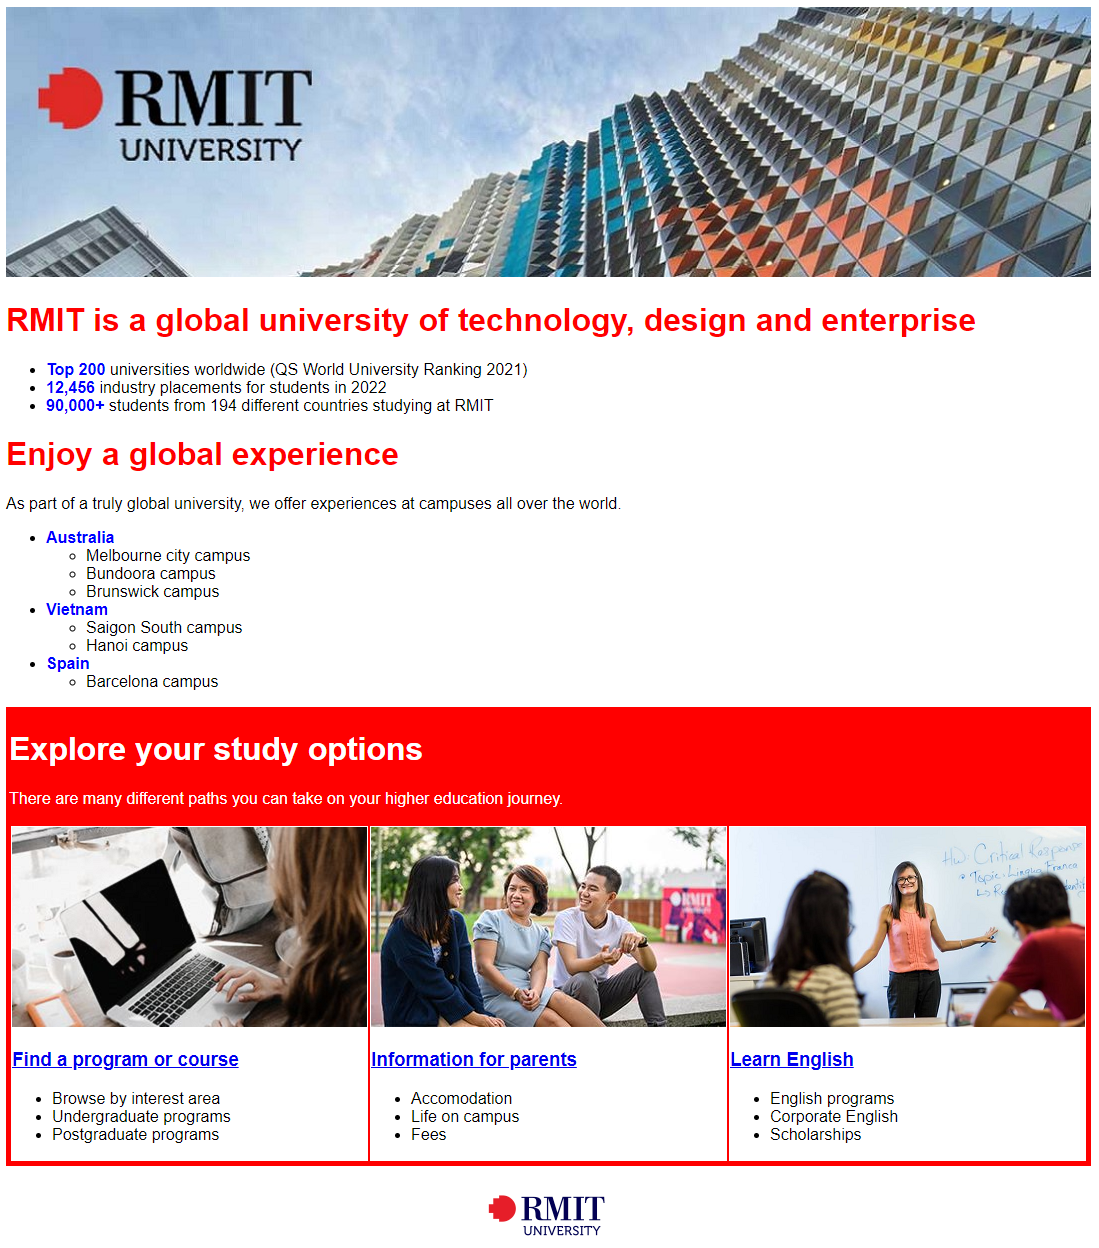 RMIT
UNIVERSITY
RMIT is a global university of technology, design and enterprise
Top 200 universities worldwide (QS World University Ranking 2021)
12,456 industry placements for students in 2022
90,000+ students from 194 different countries studying at RMIT
Enjoy a global experience
As part of a truly global university, we offer experiences at campuses all over the world.
Australia
Melbourne city campus
Bundoora campus
Brunswick campus
Vietnam
Saigon South campus
Hanoi campus
Spain
Barcelona campus
Explore your study options
There are many different paths you can take on your higher education journey.
RMIT
HW: Critical Response
Topic: Lingua Franca
Find a program or course
Information for parents
Learn English
Browse by interest area
Undergraduate programs
Postgraduate programs
Accomodation
Life on campus
Fees
English programs
Corporate English
Scholarships
RMIT
UNIVERSITY